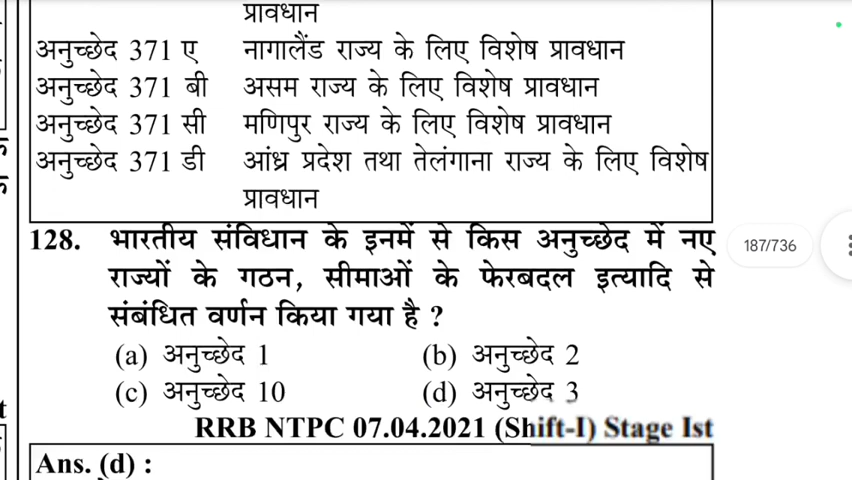 प्रावधान
अनुच्छेद 371 ए नागालैंड राज्य के लिए विशेष प्रावधान
अनुच्छेद 371 बी असम राज्य के लिए विशेष प्रावधान
अनुच्छेद 371 सी मणिपुर राज्य के लिए विशेष प्रावधान
अनुच्छेद 371 डी आंध्र प्रदेश तथा तेलंगाना राज्य के लिए विशेष
प्रावधान
128. भारतीय संविधान के इनमें से किस अनुच्छेद में नए
राज्यों के गठन, सीमाओं के फेरबदल इत्यादि से
संबंधित वर्णन किया गया है ?
(a) अनुच्छेद 1 (b) अनुच्छेद 2
(c) अनुच्छेद 10 (d) अनुच्छेद 3
RRB NTPC 07.04.2021 (Shift-I) Stage Ist
Ans. (d) :
187/736